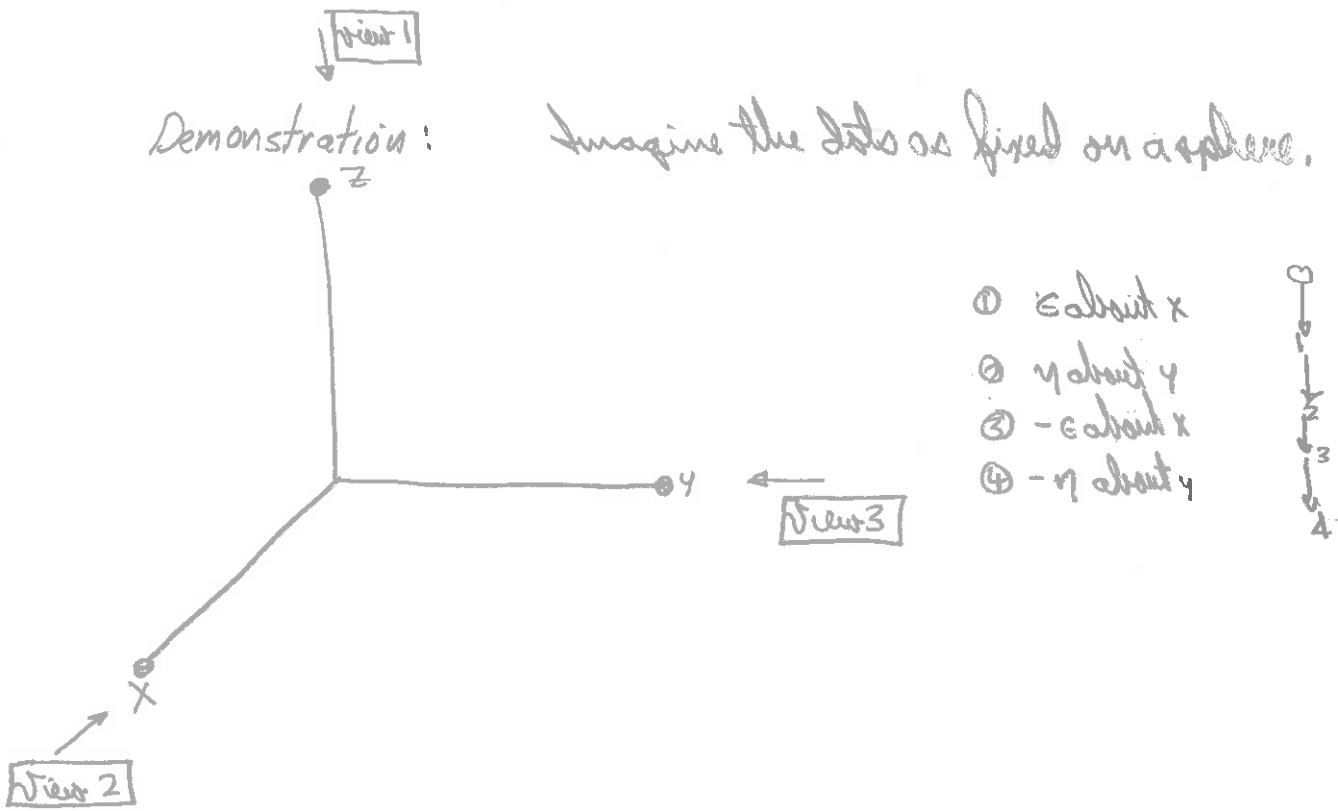 View 1
Demonstration: Imagine the dots as fixed on a sphere.
Z
① ε about x
② η about y
③ -ε about x
④ -η about y
0
1
2
3
4
Y
View 3
X
View 2